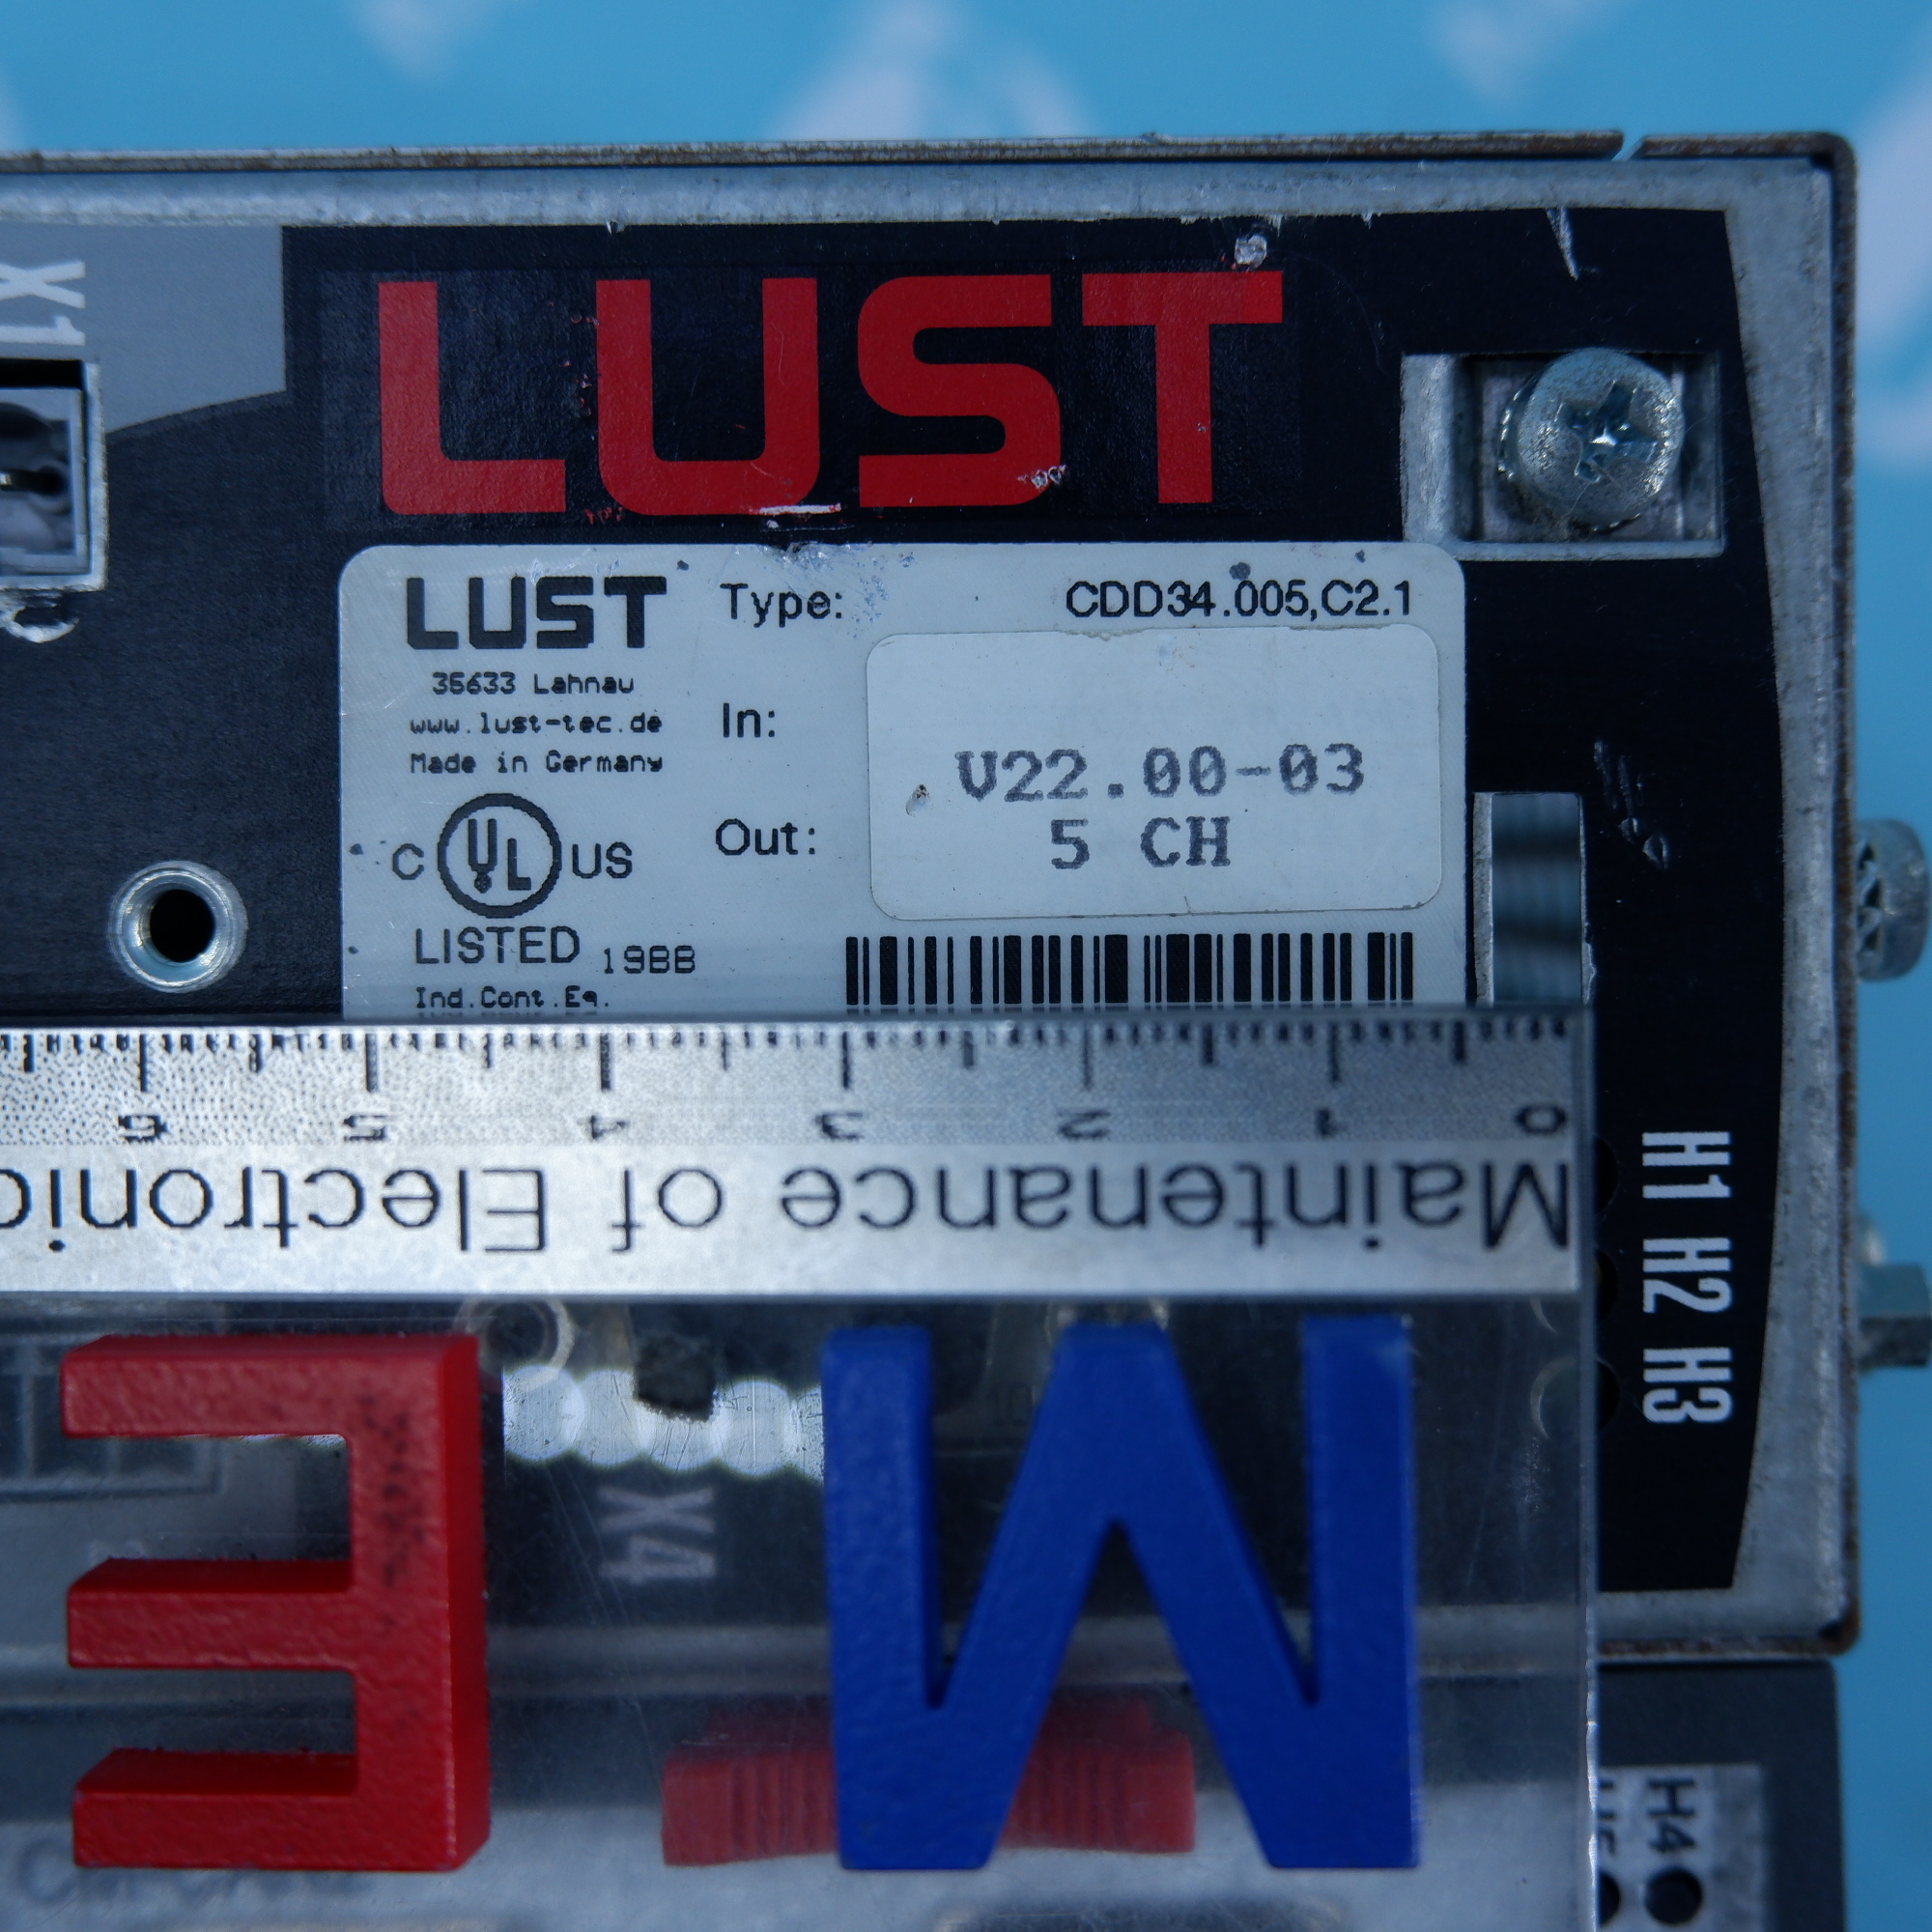 X1
LUST
LUST
Type: CDD34.005,C2.1
35633 Lahnau
www.lust-tec.de
In:
Made in Germany
V22.00-03
Out:
5 CH
C UL US
LISTED 1988
Ind.Cont.Eq.
6 5 4 3 2 1 0
Maintenance of Electronic
H1 H2 H3
E M
X4
H4